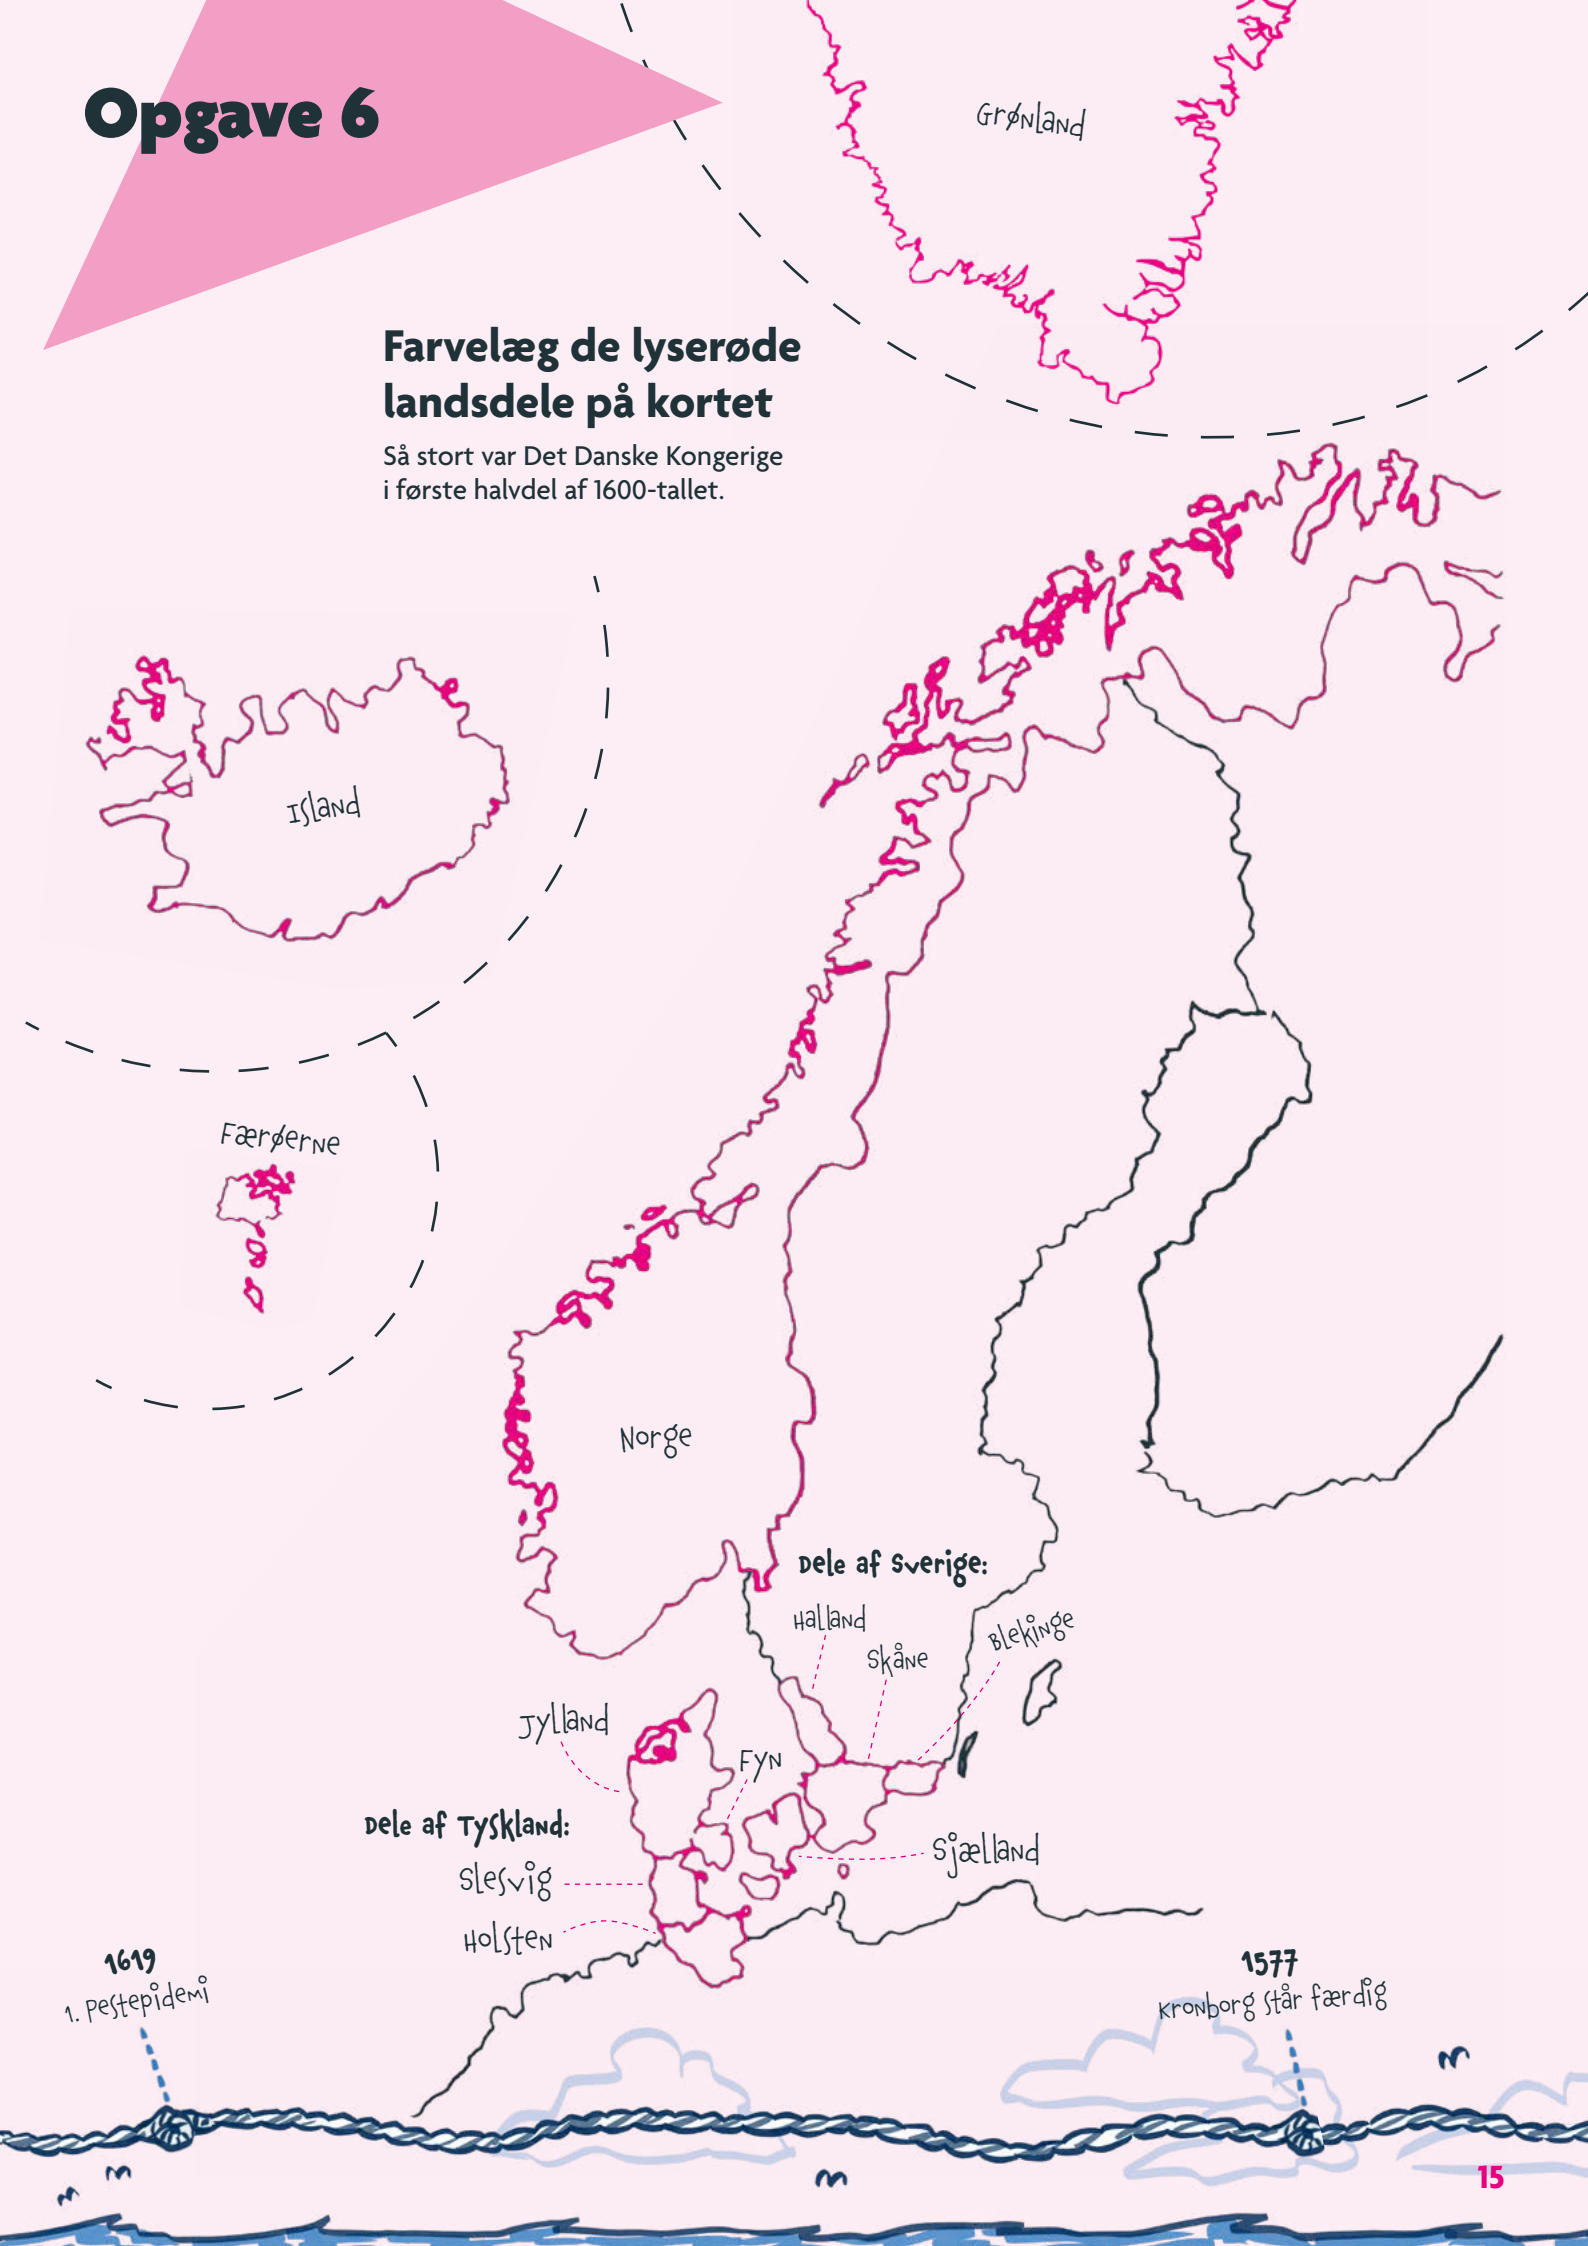 Opgave 6
Grønland
Farvelæg de lyserøde
landsdele på kortet
Så stort var Det Danske Kongerige
i første halvdel af 1600-tallet.
Island
Færøerne
Norge
Dele af Sverige:
Halland
Skåne
Blekinge
Jylland
Fyn
Dele af Tyskland:
Slesvig
Sjælland
Holsten
1619
1. Pestepidemi
1577
Kronborg står færdig
15